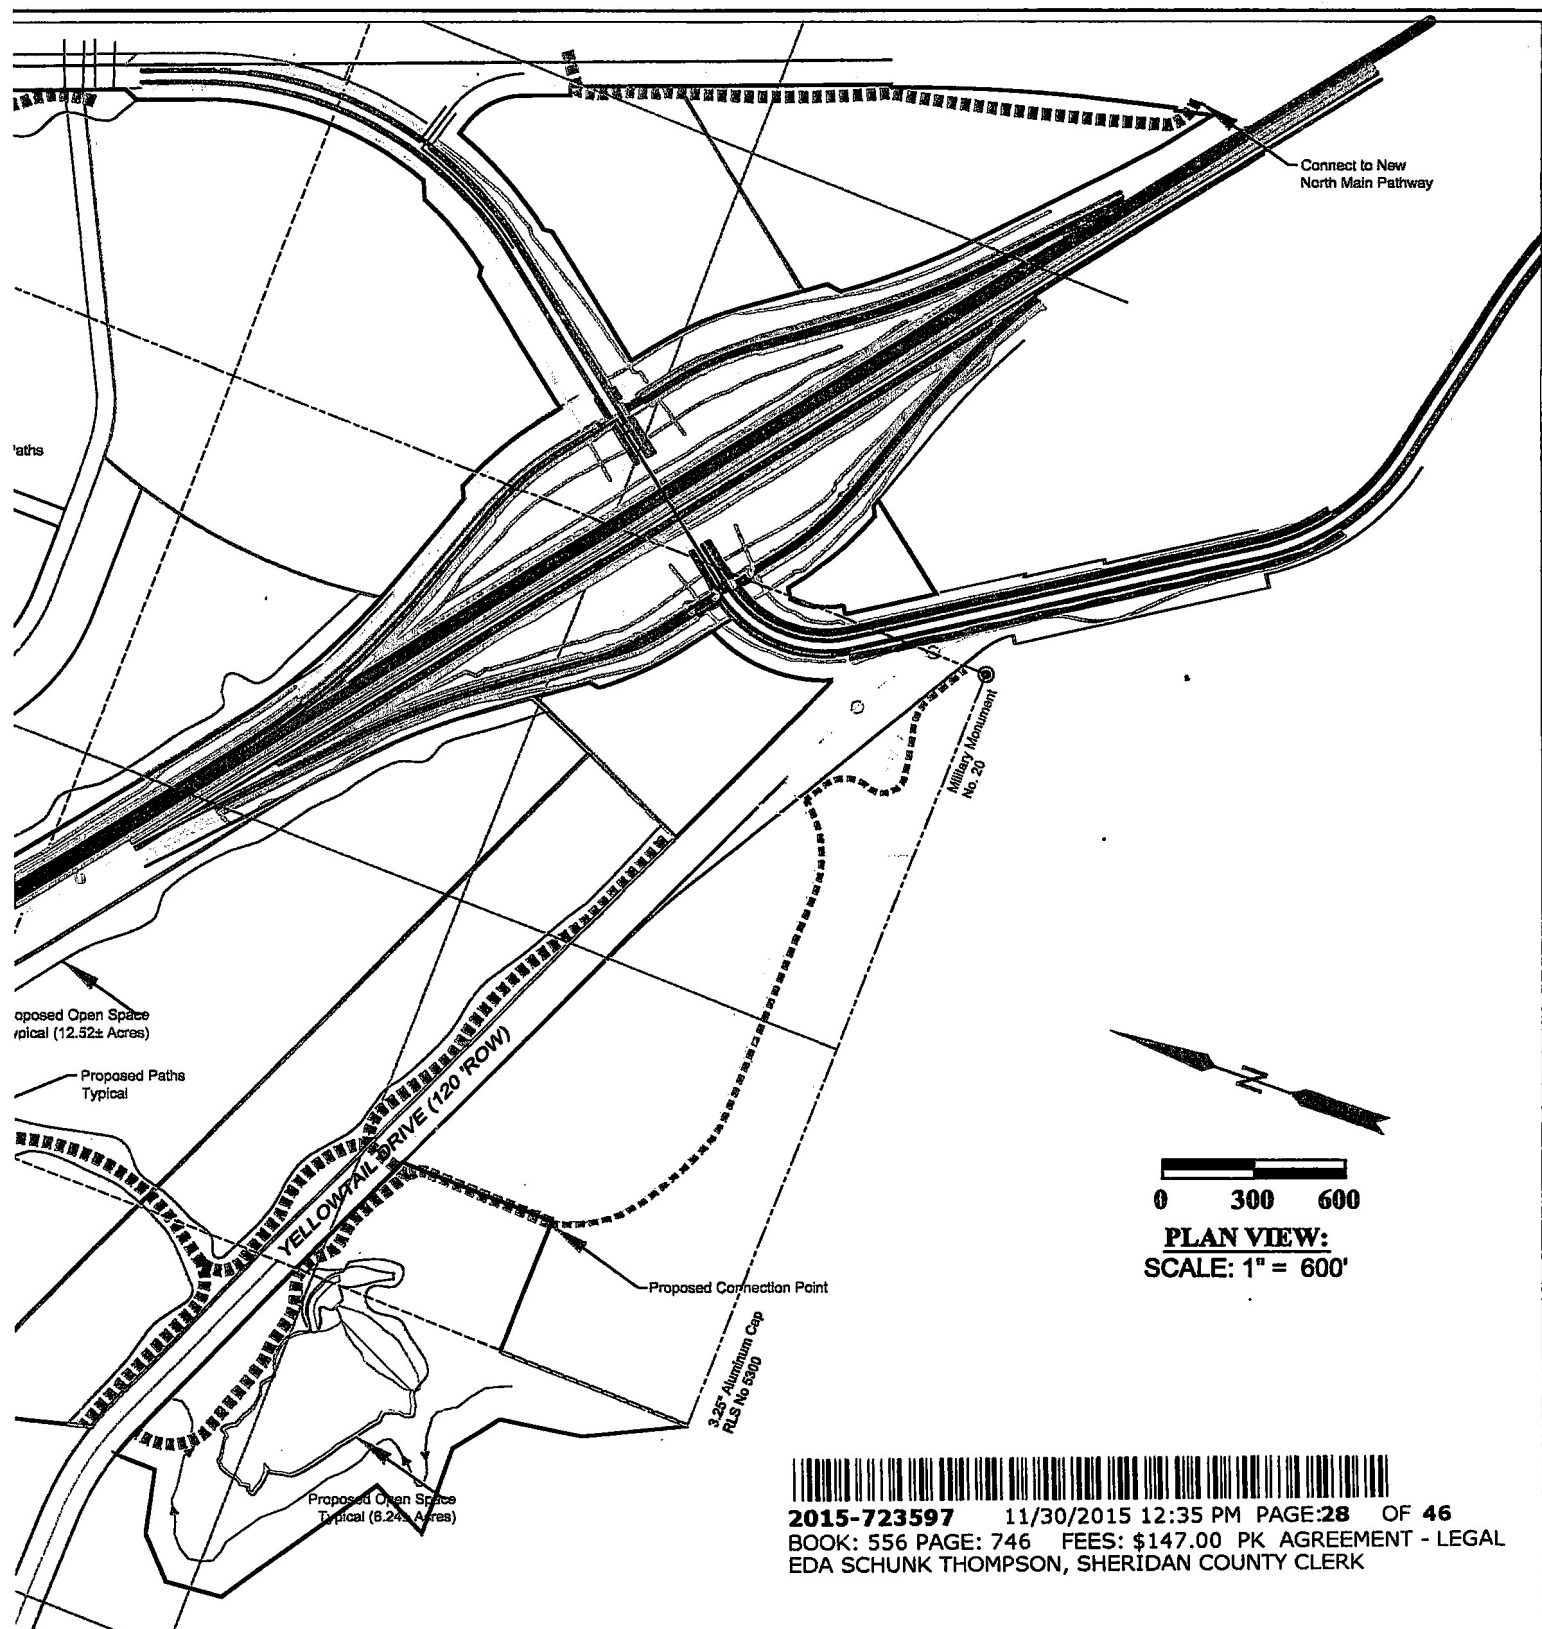 Connect to New
North Main Pathway
'aths
Military Monument
No. 20
oposed Open Space
ypical (12.52± Acres)
Proposed Paths
Typical
YELLOWTAIL DRIVE (120 'ROW)
N
0 300 600
PLAN VIEW:
SCALE: 1" = 600'
Proposed Connection Point
3.25" Aluminum Cap
RLS No 5300
Proposed Open Space
Typical (6.24± Acres)
2015-723597 11/30/2015 12:35 PM PAGE:28 OF 46
BOOK: 556 PAGE: 746 FEES: $147.00 PK AGREEMENT - LEGAL
EDA SCHUNK THOMPSON, SHERIDAN COUNTY CLERK